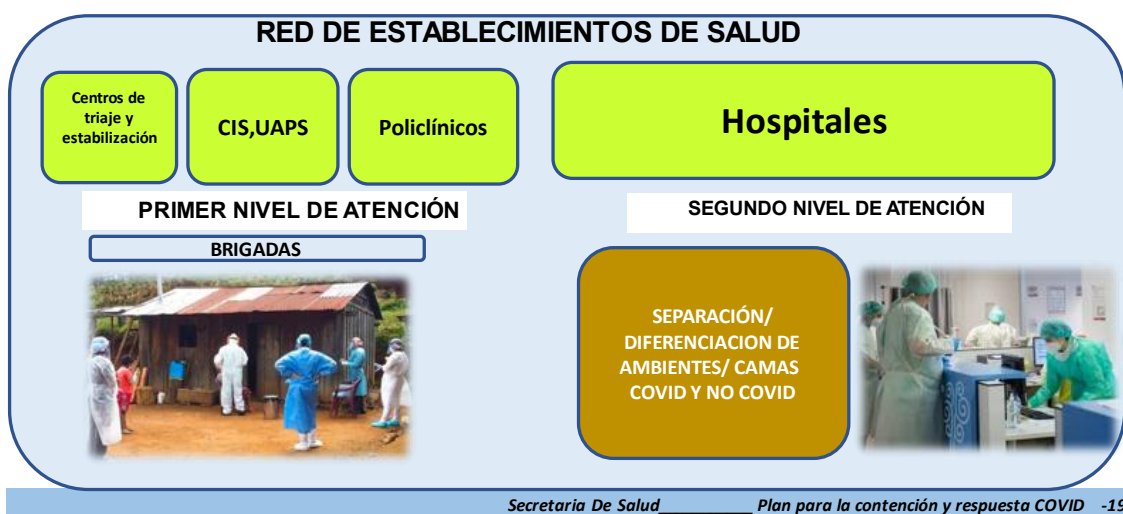 RED DE ESTABLECIMIENTOS DE SALUD
Centros de
triaje y
estabilización
CIS,UAPS
Policlínicos
Hospitales
PRIMER NIVEL DE ATENCIÓN
SEGUNDO NIVEL DE ATENCIÓN
BRIGADAS
SEPARACIÓN/
DIFERENCIACION DE
AMBIENTES/ CAMAS
COVID Y NO COVID
Secretaria De Salud__________ Plan para la contención y respuesta COVID -19